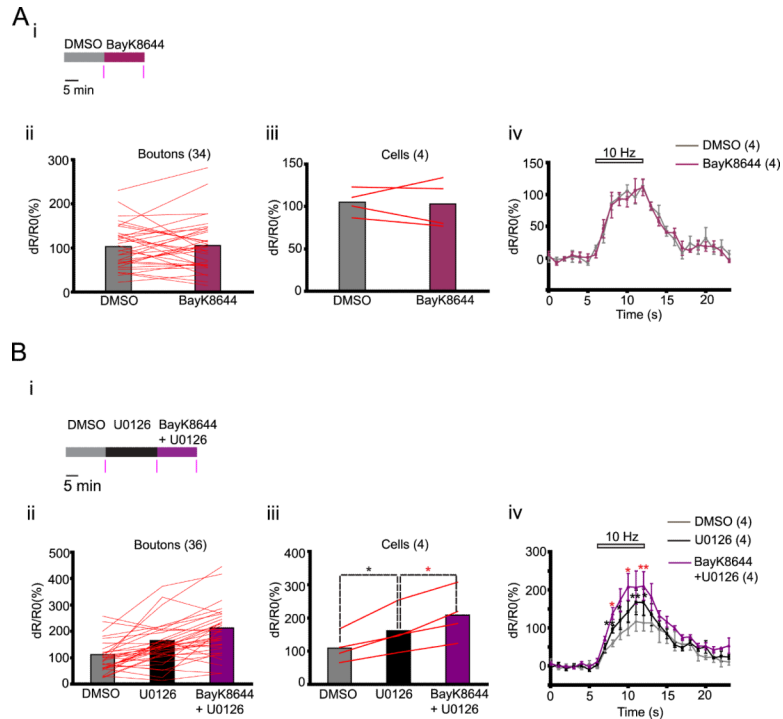 A
i
DMSO BayK8644
5 min
ii
Boutons (34)
dR/R0(%)
300
200
100
0
DMSO
BayK8644
iii
Cells (4)
dR/R0(%)
150
100
50
0
DMSO
BayK8644
iv
DMSO (4)
BayK8644 (4)
10 Hz
dR/R0(%)
150
100
50
0
0 5 10 15 20
Time (s)
B
i
DMSO U0126 BayK8644
+ U0126
5 min
ii
Boutons (36)
dR/R0(%)
500
400
300
200
100
0
DMSO U0126 BayK8644
+ U0126
iii
Cells (4)
dR/R0(%)
400
300
200
100
0
* *
DMSO U0126 BayK8644
+ U0126
iv
DMSO (4)
U0126 (4)
BayK8644
+U0126 (4)
10 Hz
dR/R0(%)
300
200
100
0
0 5 10 15 20
Time (s)